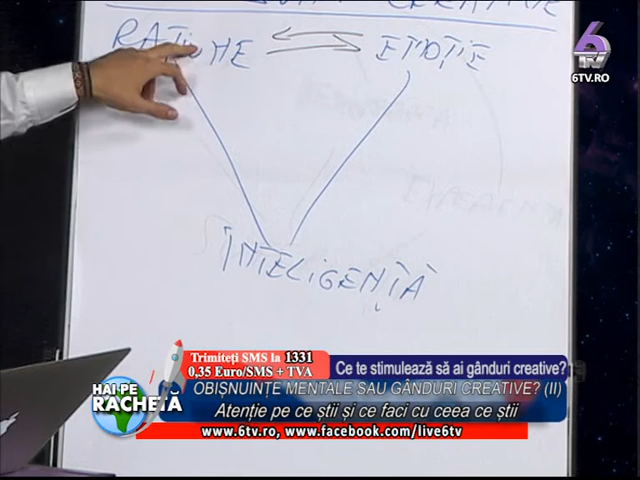 6
TV
6TV.RO
RAȚIUNE EMOȚIE
INTELIGENȚĂ
Trimiteți SMS la 1331
0,35 Euro/SMS + TVA
Ce te stimulează să ai gânduri creative?
HAI PE
RACHETĂ
OBIȘNUINȚE MENTALE SAU GÂNDURI CREATIVE? (II)
Atenție pe ce știi și ce faci cu ceea ce știi
www.6tv.ro, www.facebook.com/live6tv